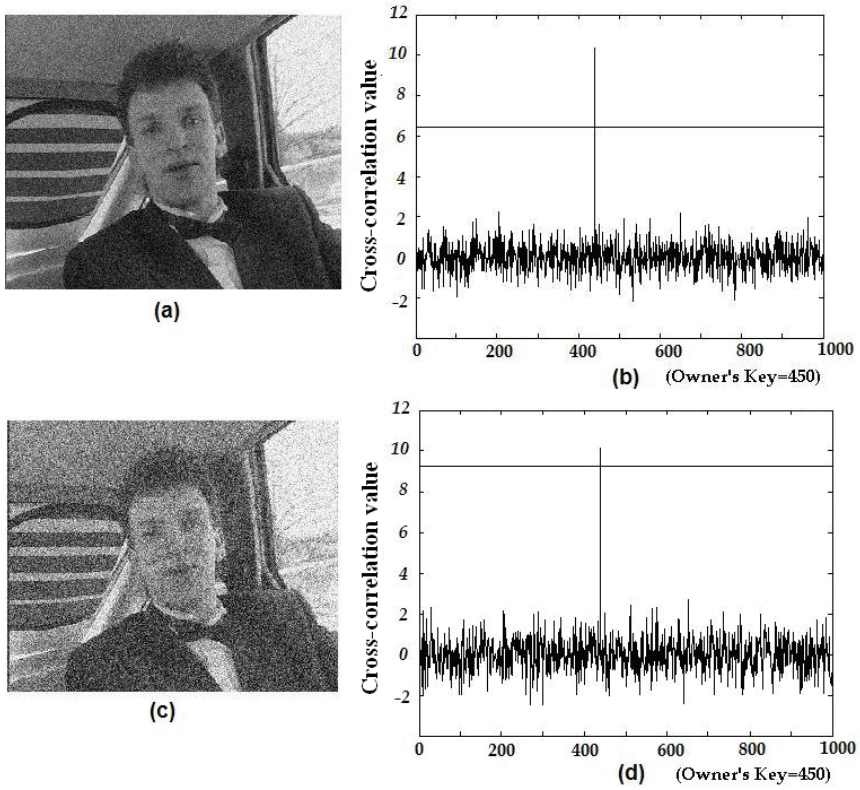 12
10
8
6
4
2
0
-2
Cross-correlation value
0 200 400 600 800 1000
(a)
(b) (Owner's Key=450)
12
10
8
6
4
2
0
-2
Cross-correlation value
0 200 400 600 800 1000
(c)
(d) (Owner's Key=450)